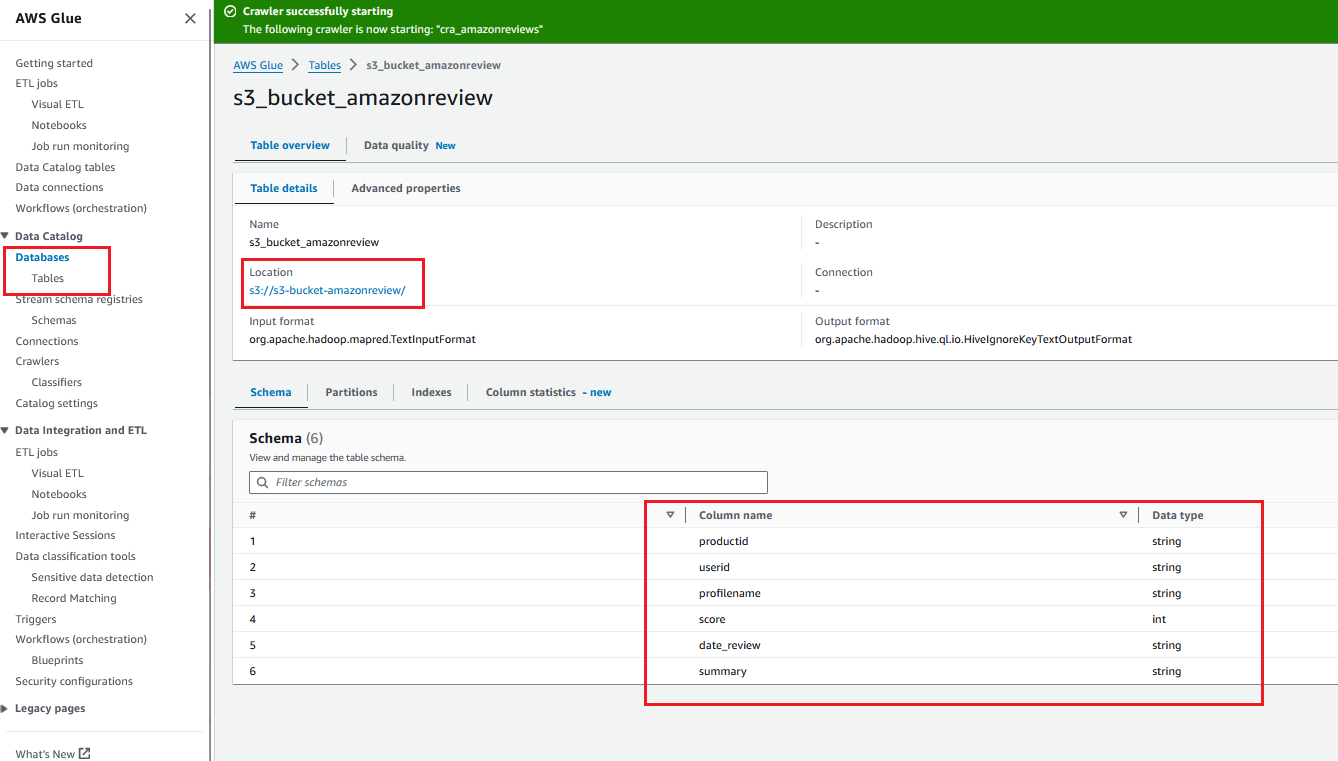 AWS Glue
Getting started
ETL jobs
Visual ETL
Notebooks
Job run monitoring
Data Catalog tables
Data connections
Workflows (orchestration)
Data Catalog
Databases
Tables
Stream schema registries
Schemas
Connections
Crawlers
Classifiers
Catalog settings
Data Integration and ETL
ETL jobs
Visual ETL
Notebooks
Job run monitoring
Interactive Sessions
Data classification tools
Sensitive data detection
Record Matching
Triggers
Workflows (orchestration)
Blueprints
Security configurations
Legacy pages
What's New
Crawler successfully starting
The following crawler is now starting: "cra_amazonreviews"
AWS Glue > Tables > s3_bucket_amazonreview
s3_bucket_amazonreview
Table overview Data quality New
Table details Advanced properties
Name
s3_bucket_amazonreview
Description
-
Location
s3://s3-bucket-amazonreview/
Connection
-
Input format
org.apache.hadoop.mapred.TextInputFormat
Output format
org.apache.hadoop.hive.ql.io.HiveIgnoreKeyTextOutputFormat
Schema Partitions Indexes Column statistics - new
Schema (6)
View and manage the table schema.
Filter schemas
# Column name Data type
1 productid string
2 userid string
3 profilename string
4 score int
5 date_review string
6 summary string